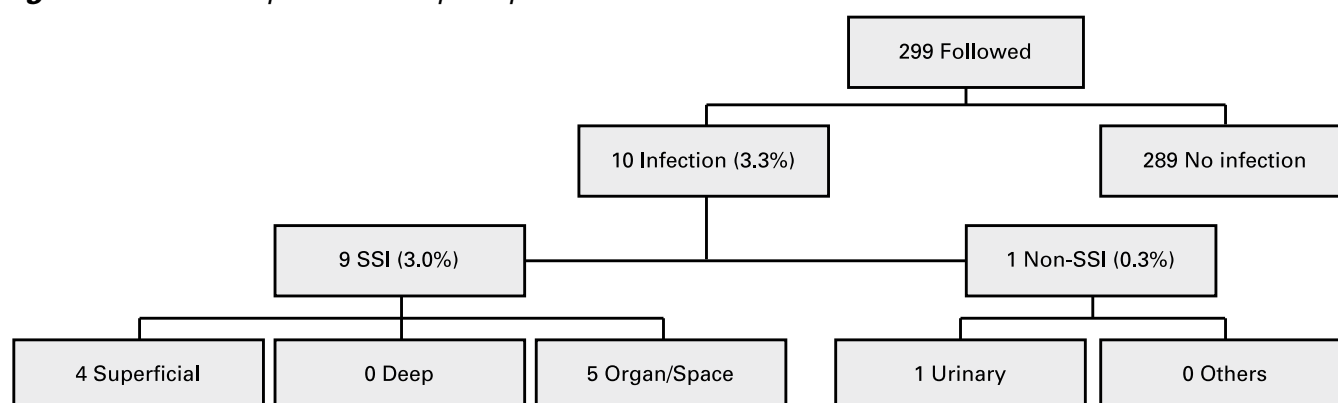 299 Followed
10 Infection (3.3%)
289 No infection
9 SSI (3.0%)
1 Non-SSI (0.3%)
4 Superficial
0 Deep
5 Organ/Space
1 Urinary
0 Others